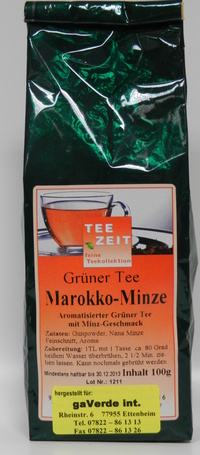 TEE
ZEIT
feine
Teekollektion
Grüner Tee
Marokko-Minze
Aromatisierter Grüner Tee
mit Minz-Geschmack
Zutaten: Gunpowder, Nana Minze
Feinschnitt, Aroma
Zubereitung: 1TL mit 1 Tasse ca. 80 Grad
heißem Wasser überbrühen, 2 1/2 Min. zie-
hen lassen. Kann nochmals gebrüht werden.
Mindestens haltbar bis 30.12.2013 Inhalt 100g
Lot Nr.: 1211
hergestellt für:
gaVerde int.
Rheinstr. 6 77955 Ettenheim
Tel. 07822 – 86 13 13
Fax 07822 – 86 13 26